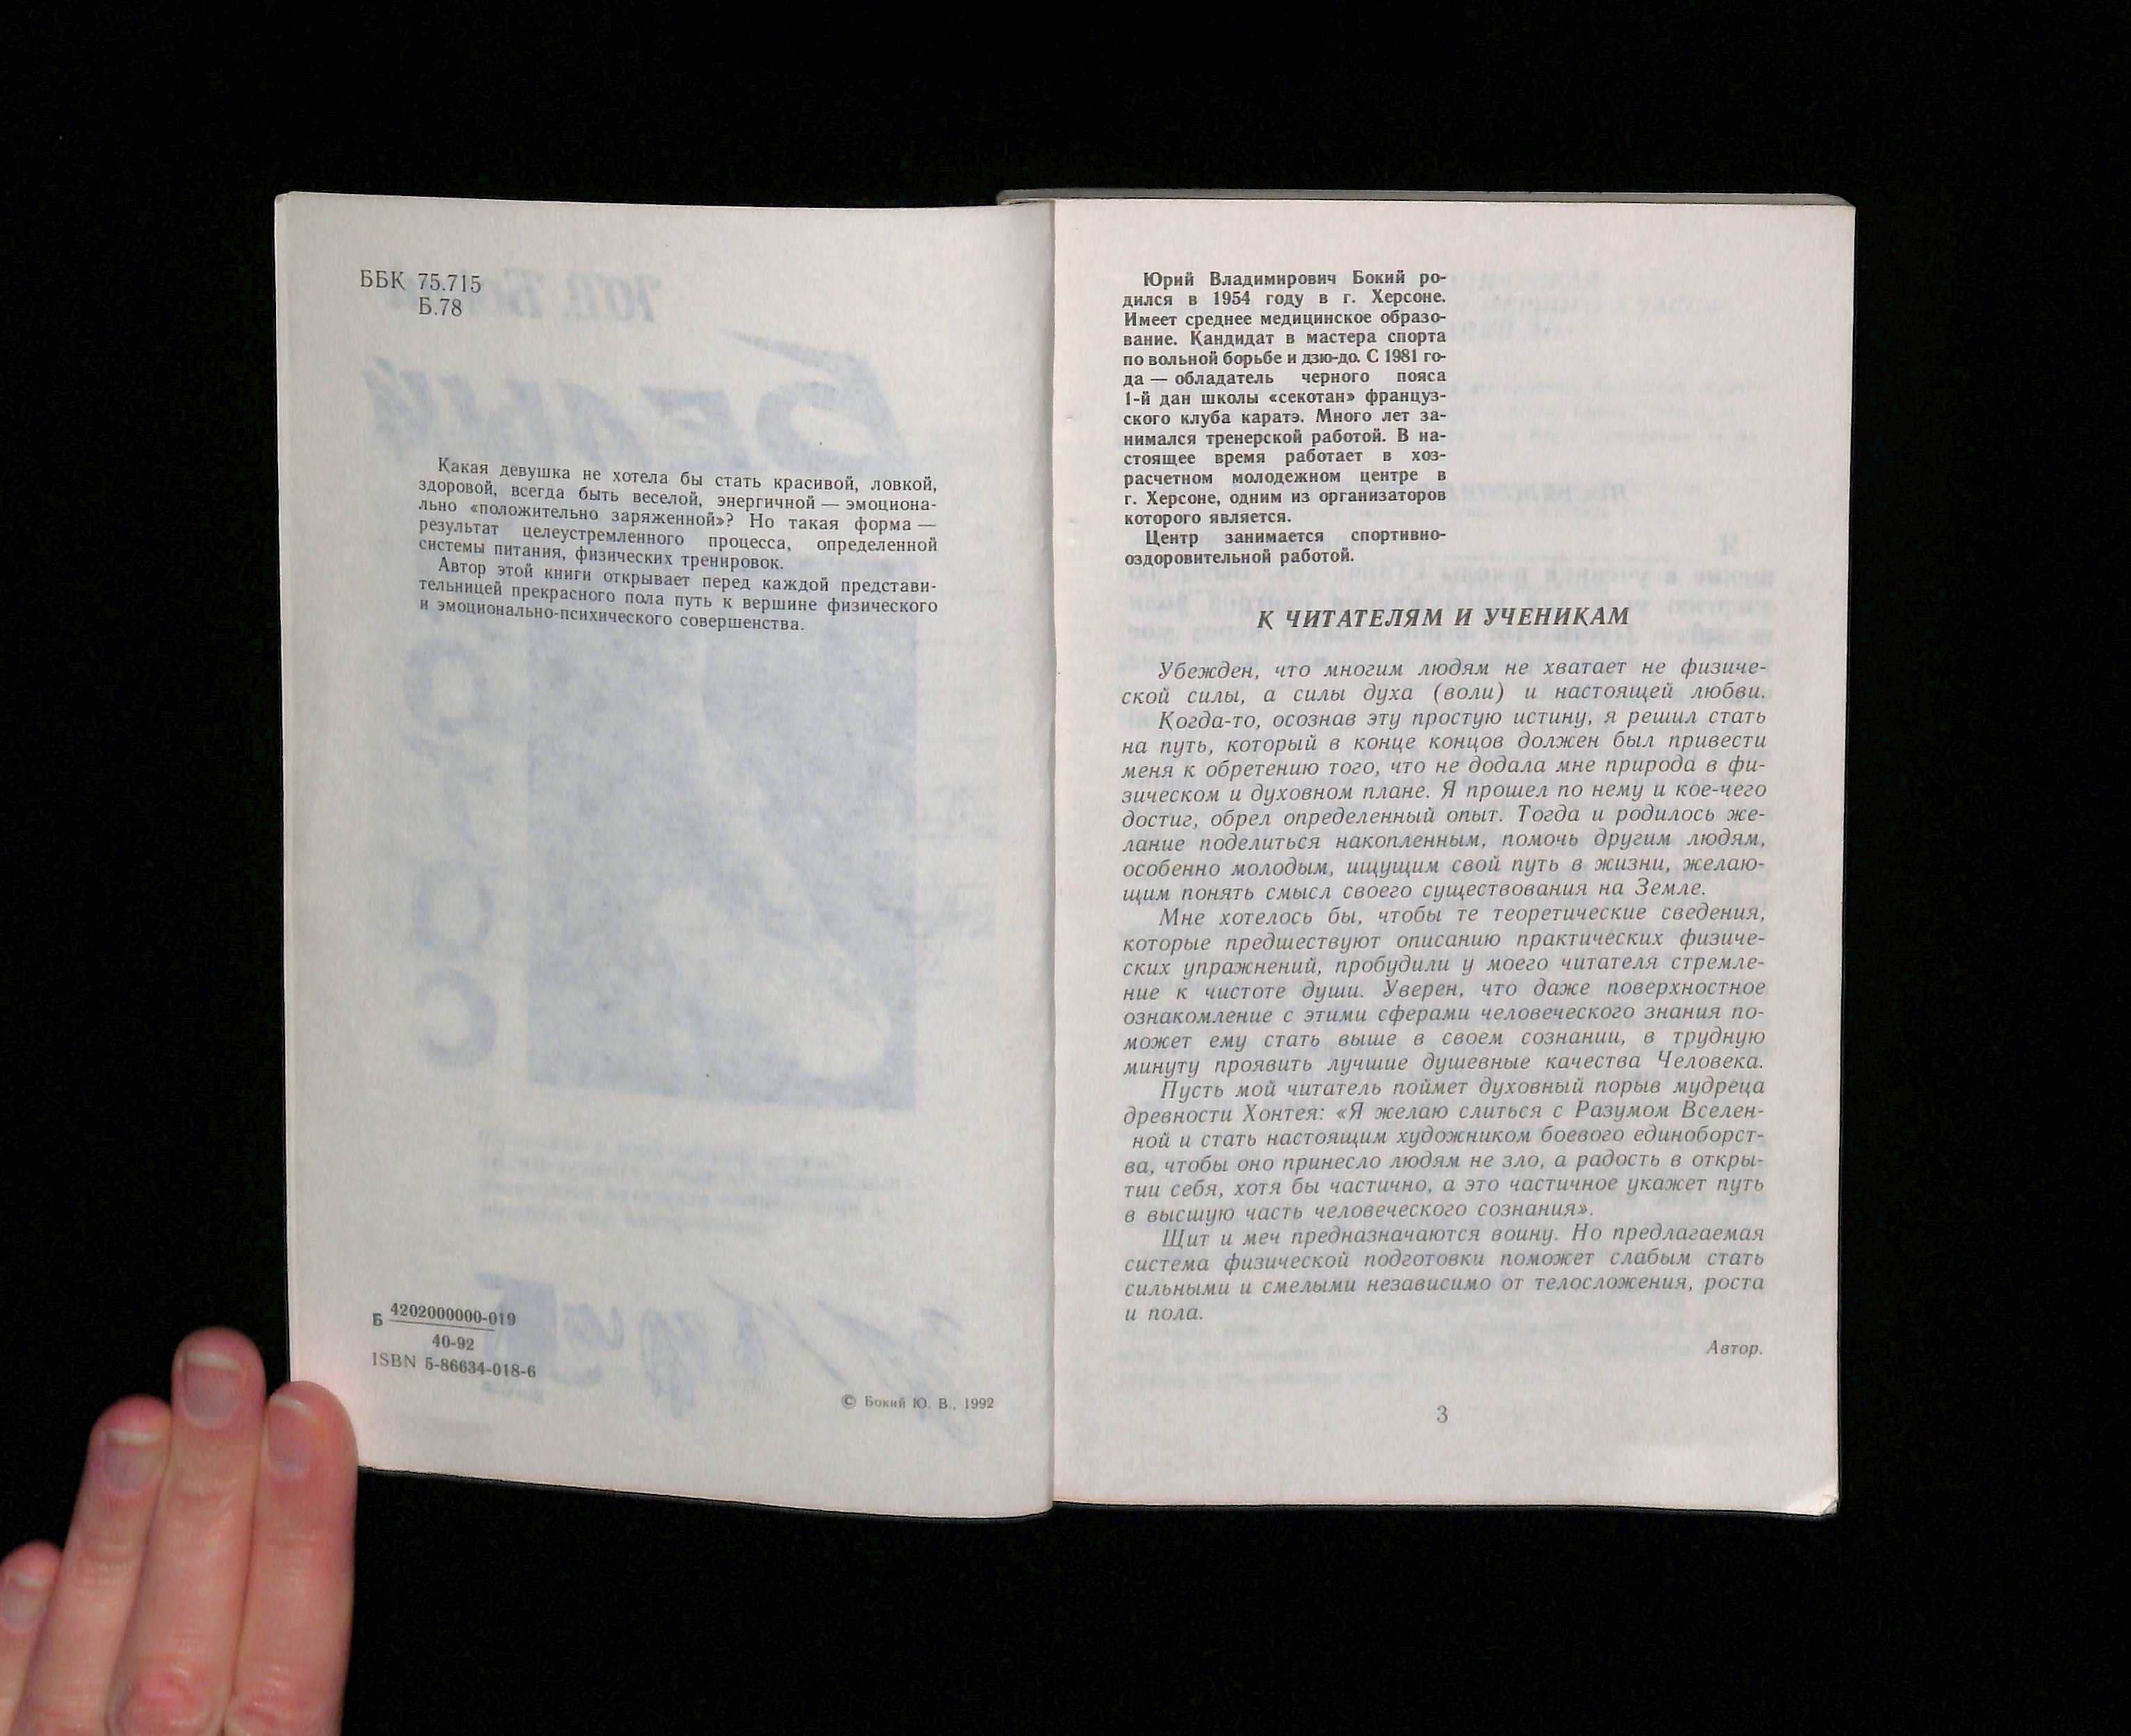 ББК 75.715
Б.78
Какая девушка не хотела бы стать красивой, ловкой,
здоровой, всегда быть веселой, энергичной — эмоциона-
льно «положительно заряженной»? Но такая форма —
результат целеустремленного процесса, определенной
системы питания, физических тренировок.
Автор этой книги открывает перед каждой представи-
тельницей прекрасного пола путь к вершине физического
и эмоционально-психического совершенства.
Б 4202000000-019
40-92
ISBN 5-86634-018-6
© Бокий Ю. В., 1992
Юрий Владимирович Бокий ро-
дился в 1954 году в г. Херсоне.
Имеет среднее медицинское образо-
вание. Кандидат в мастера спорта
по вольной борьбе и дзю-до. С 1981 го-
да — обладатель черного пояса
1-й дан школы «секотан» француз-
ского клуба каратэ. Много лет за-
нимался тренерской работой. В на-
стоящее время работает в хоз-
расчетном молодежном центре в
г. Херсоне, одним из организаторов
которого является.
Центр занимается спортивно-
оздоровительной работой.
К ЧИТАТЕЛЯМ И УЧЕНИКАМ
Убежден, что многим людям не хватает не физиче-
ской силы, а силы духа (воли) и настоящей любви.
Когда-то, осознав эту простую истину, я решил стать
на путь, который в конце концов должен был привести
меня к обретению того, что не додала мне природа в фи-
зическом и духовном плане. Я прошел по нему и кое-чего
достиг, обрел определенный опыт. Тогда и родилось же-
лание поделиться накопленным, помочь другим людям,
особенно молодым, ищущим свой путь в жизни, желаю-
щим понять смысл своего существования на Земле.
Мне хотелось бы, чтобы те теоретические сведения,
которые предшествуют описанию практических физиче-
ских упражнений, пробудили у моего читателя стремле-
ние к чистоте души. Уверен, что даже поверхностное
ознакомление с этими сферами человеческого знания по-
может ему стать выше в своем сознании, в трудную
минуту проявить лучшие душевные качества Человека.
Пусть мой читатель поймет духовный порыв мудреца
древности Хонтея: «Я желаю слиться с Разумом Вселен-
ной и стать настоящим художником боевого единоборст-
ва, чтобы оно принесло людям не зло, а радость в откры-
тии себя, хотя бы частично, а это частичное укажет путь
в высшую часть человеческого сознания».
Щит и меч предназначаются воину. Но предлагаемая
система физической подготовки поможет слабым стать
сильными и смелыми независимо от телосложения, роста
и пола.
Автор.
3